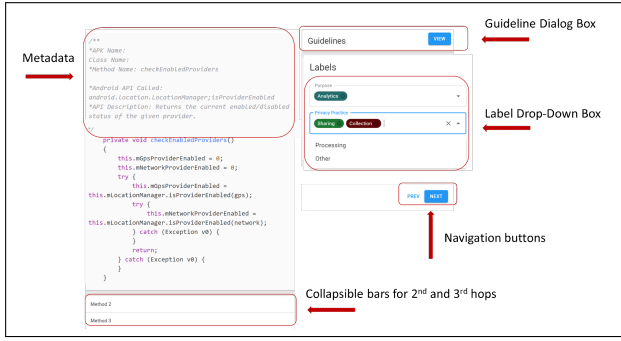 Metadata
/**
*APK Name:
Class Name:
*Method Name: checkEnabledProviders
*Android API Called:
android.location.LocationManager;isProviderEnabled
*API Description: Returns the current enabled/disabled
status of the given provider.
*/
private void checkEnabledProviders()
{
this.mGpsProviderEnabled = 0;
this.mNetworkProviderEnabled = 0;
try {
this.mGpsProviderEnabled =
this.mLocationManager.isProviderEnabled(gps);
try {
this.mNetworkProviderEnabled =
this.mLocationManager.isProviderEnabled(network);
} catch (Exception v0) {
}
return;
} catch (Exception v0) {
}
}
Method 2
Method 3
Guidelines
VIEW
Guideline Dialog Box
Labels
Purpose
Analytics
Privacy Practice
Sharing Collection
Processing
Other
Label Drop-Down Box
PREV NEXT
Navigation buttons
Collapsible bars for 2nd and 3rd hops